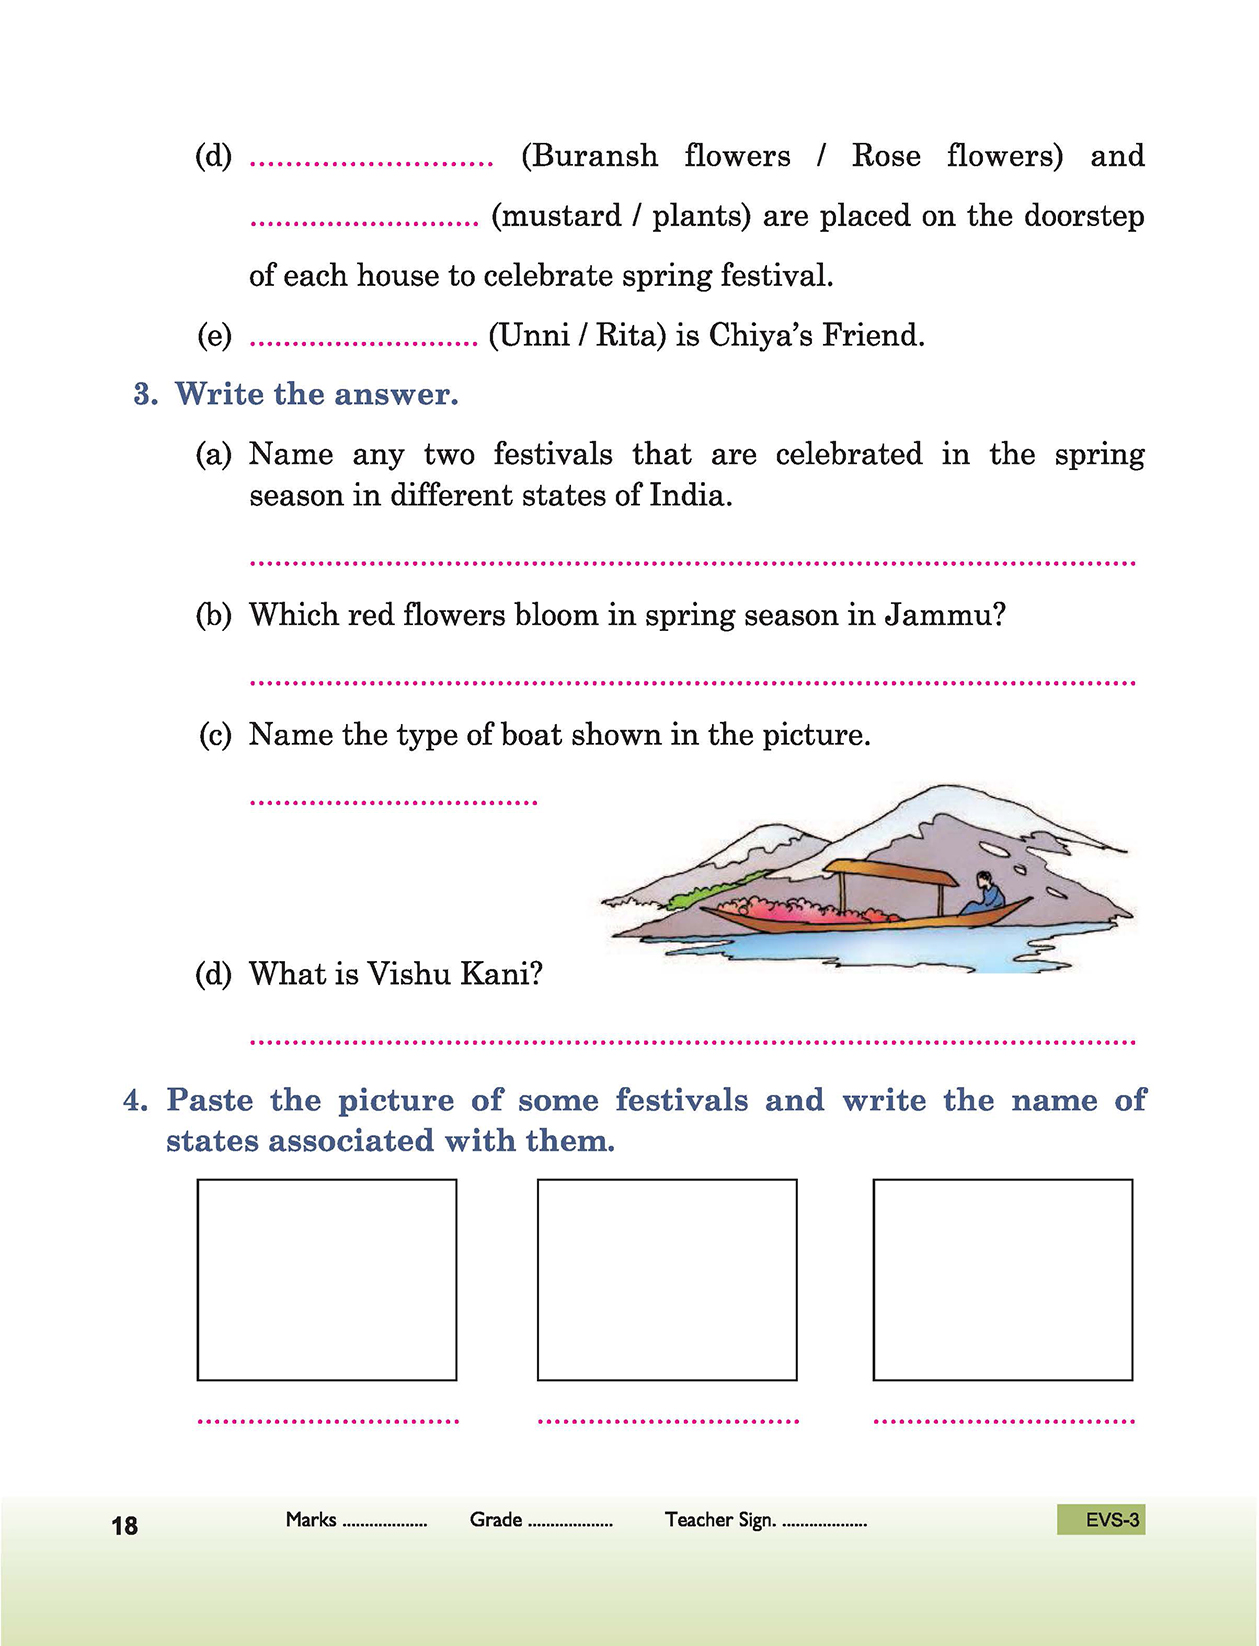 (d) ........................... (Buransh flowers / Rose flowers) and
.......................... (mustard / plants) are placed on the doorstep
of each house to celebrate spring festival.
(e) .......................... (Unni / Rita) is Chiya’s Friend.
3. Write the answer.
(a) Name any two festivals that are celebrated in the spring
season in different states of India.
(b) Which red flowers bloom in spring season in Jammu?
(c) Name the type of boat shown in the picture.
(d) What is Vishu Kani?
4. Paste the picture of some festivals and write the name of
states associated with them.
18 Marks ................... Grade ................... Teacher Sign. ................... EVS-3